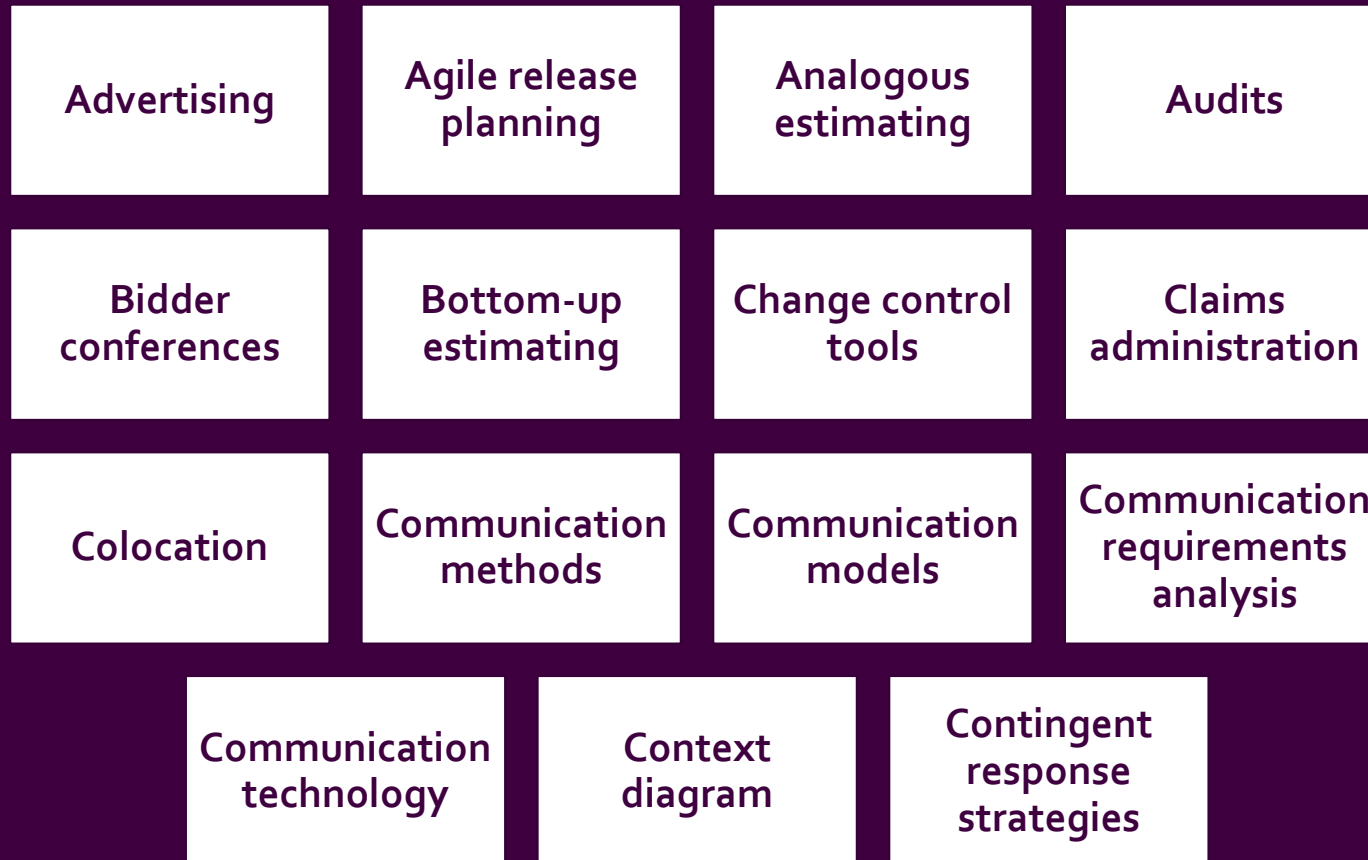 Advertising
Agile release
planning
Analogous
estimating
Audits
Bidder
conferences
Bottom-up
estimating
Change control
tools
Claims
administration
Colocation
Communication
methods
Communication
models
Communication
requirements
analysis
Communication
technology
Context
diagram
Contingent
response
strategies